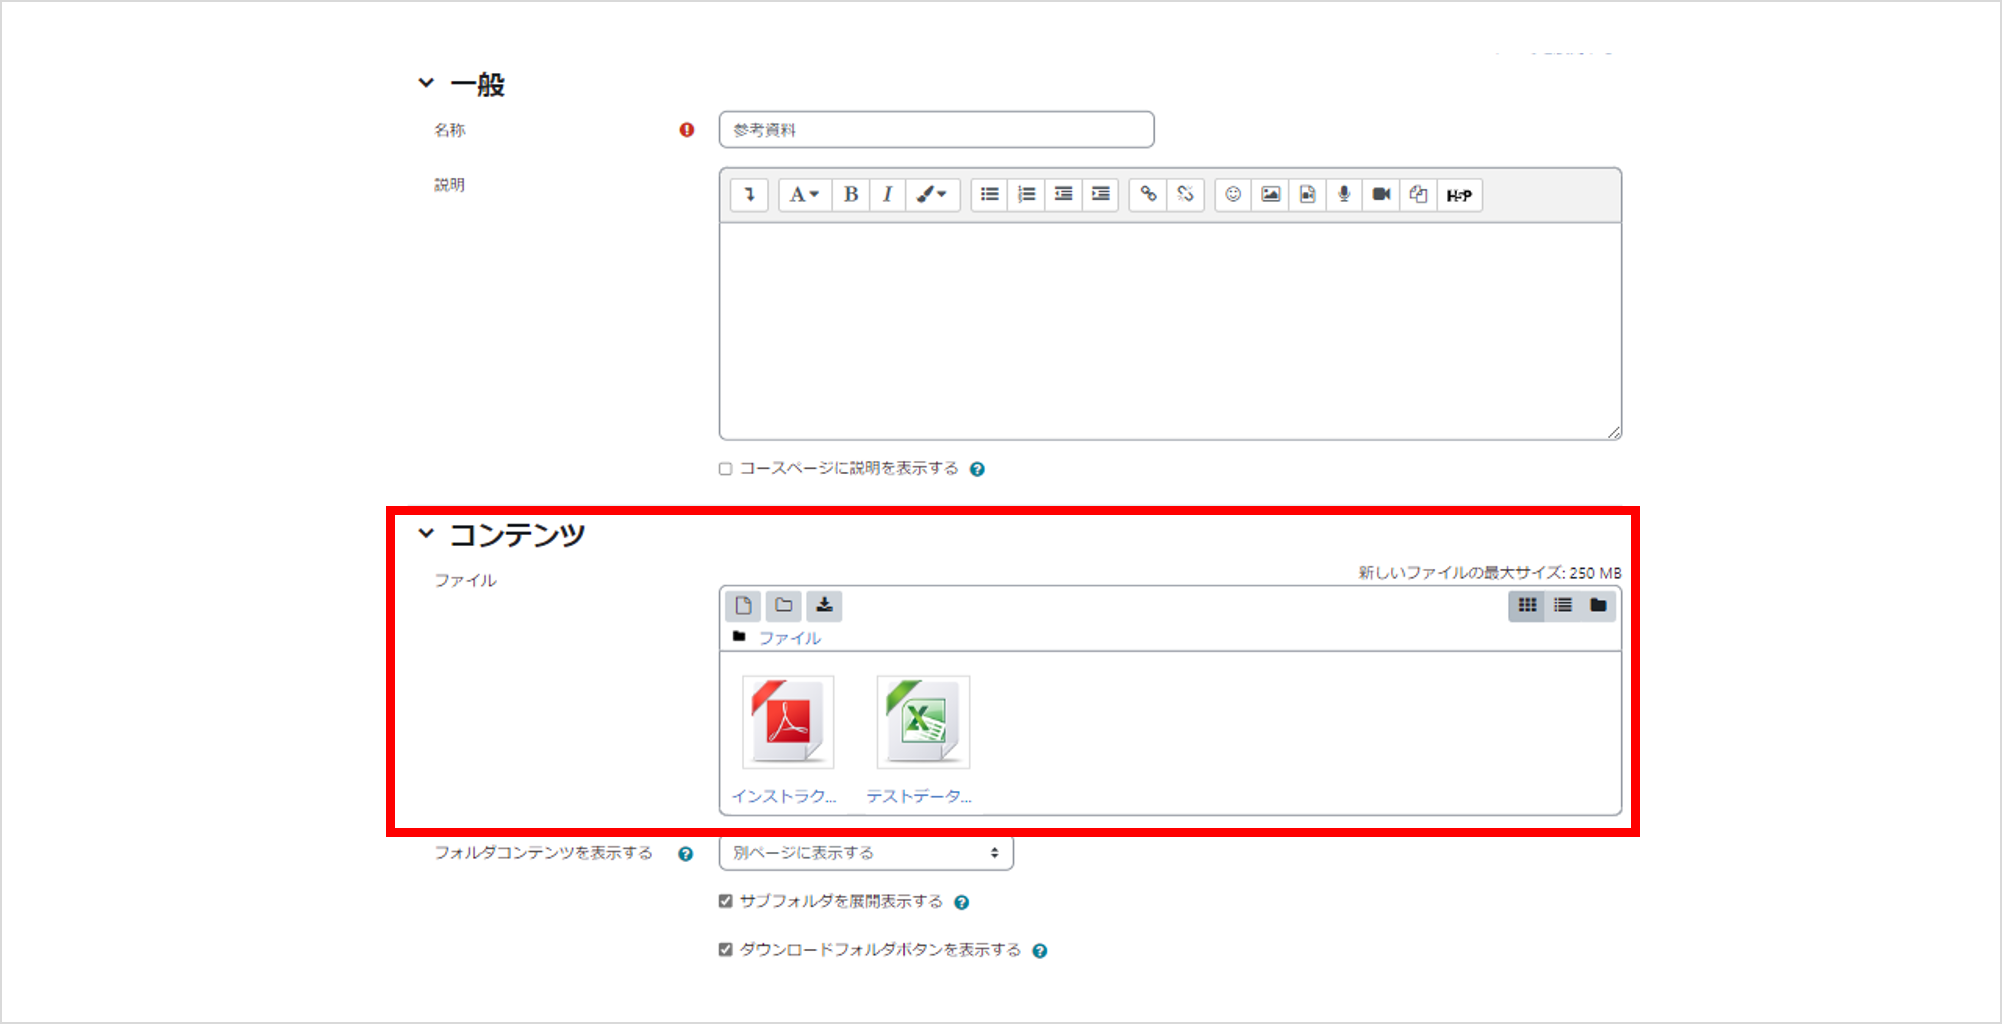 一般
名称
参考資料
説明
A B I H-P
コースページに説明を表示する
コンテンツ
ファイル
新しいファイルの最大サイズ: 250 MB
ファイル
インストラク...
テストデータ...
フォルダコンテンツを表示する
別ページに表示する
サブフォルダを展開表示する
ダウンロードフォルダボタンを表示する